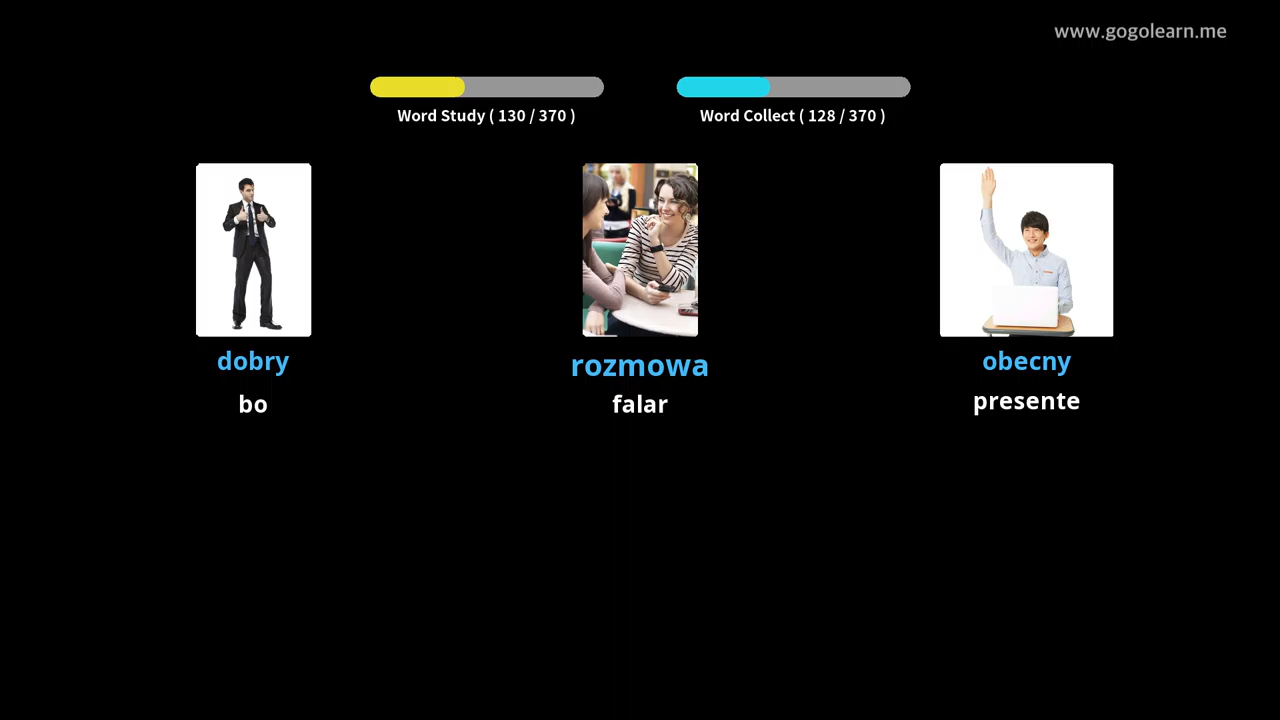 www.gogolearn.me
Word Study ( 130 / 370 )
Word Collect ( 128 / 370 )
dobry
rozmowa
obecny
bo
falar
presente